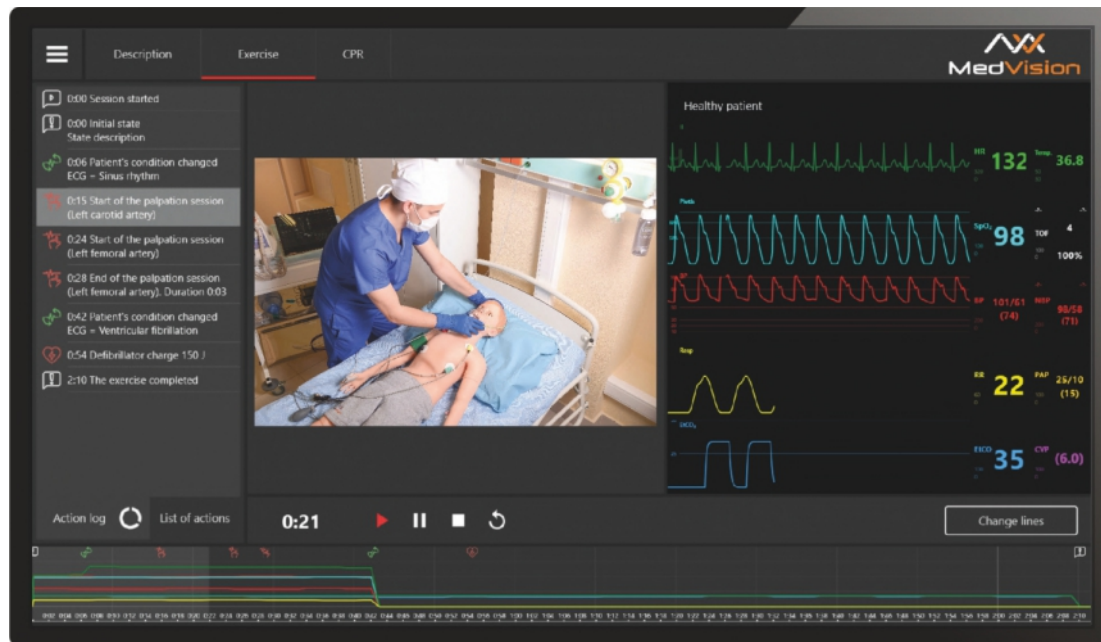 Description
Exercise
CPR
MedVision
0:00 Session started
0:00 Initial state
State description
0:06 Patient's condition changed
ECG = Sinus rhythm
0:15 Start of the palpation session
(Left carotid artery)
0:24 Start of the palpation session
(Left femoral artery)
0:28 End of the palpation session
(Left femoral artery). Duration 0:03
0:42 Patient's condition changed
ECG = Ventricular fibrillation
0:54 Defibrillator charge 150 J
2:10 The exercise completed
Healthy patient
HR 132 Temp. 36.8
Pleth
SpO₂ 98 TOF 4
100%
BP 101/61
(74)
NIBP 98/58
(71)
Resp
RR 22 PAP 25/10
(15)
EtCO₂
EtCO 35 CVP (6.0)
Action log
List of actions
0:21
Change lines